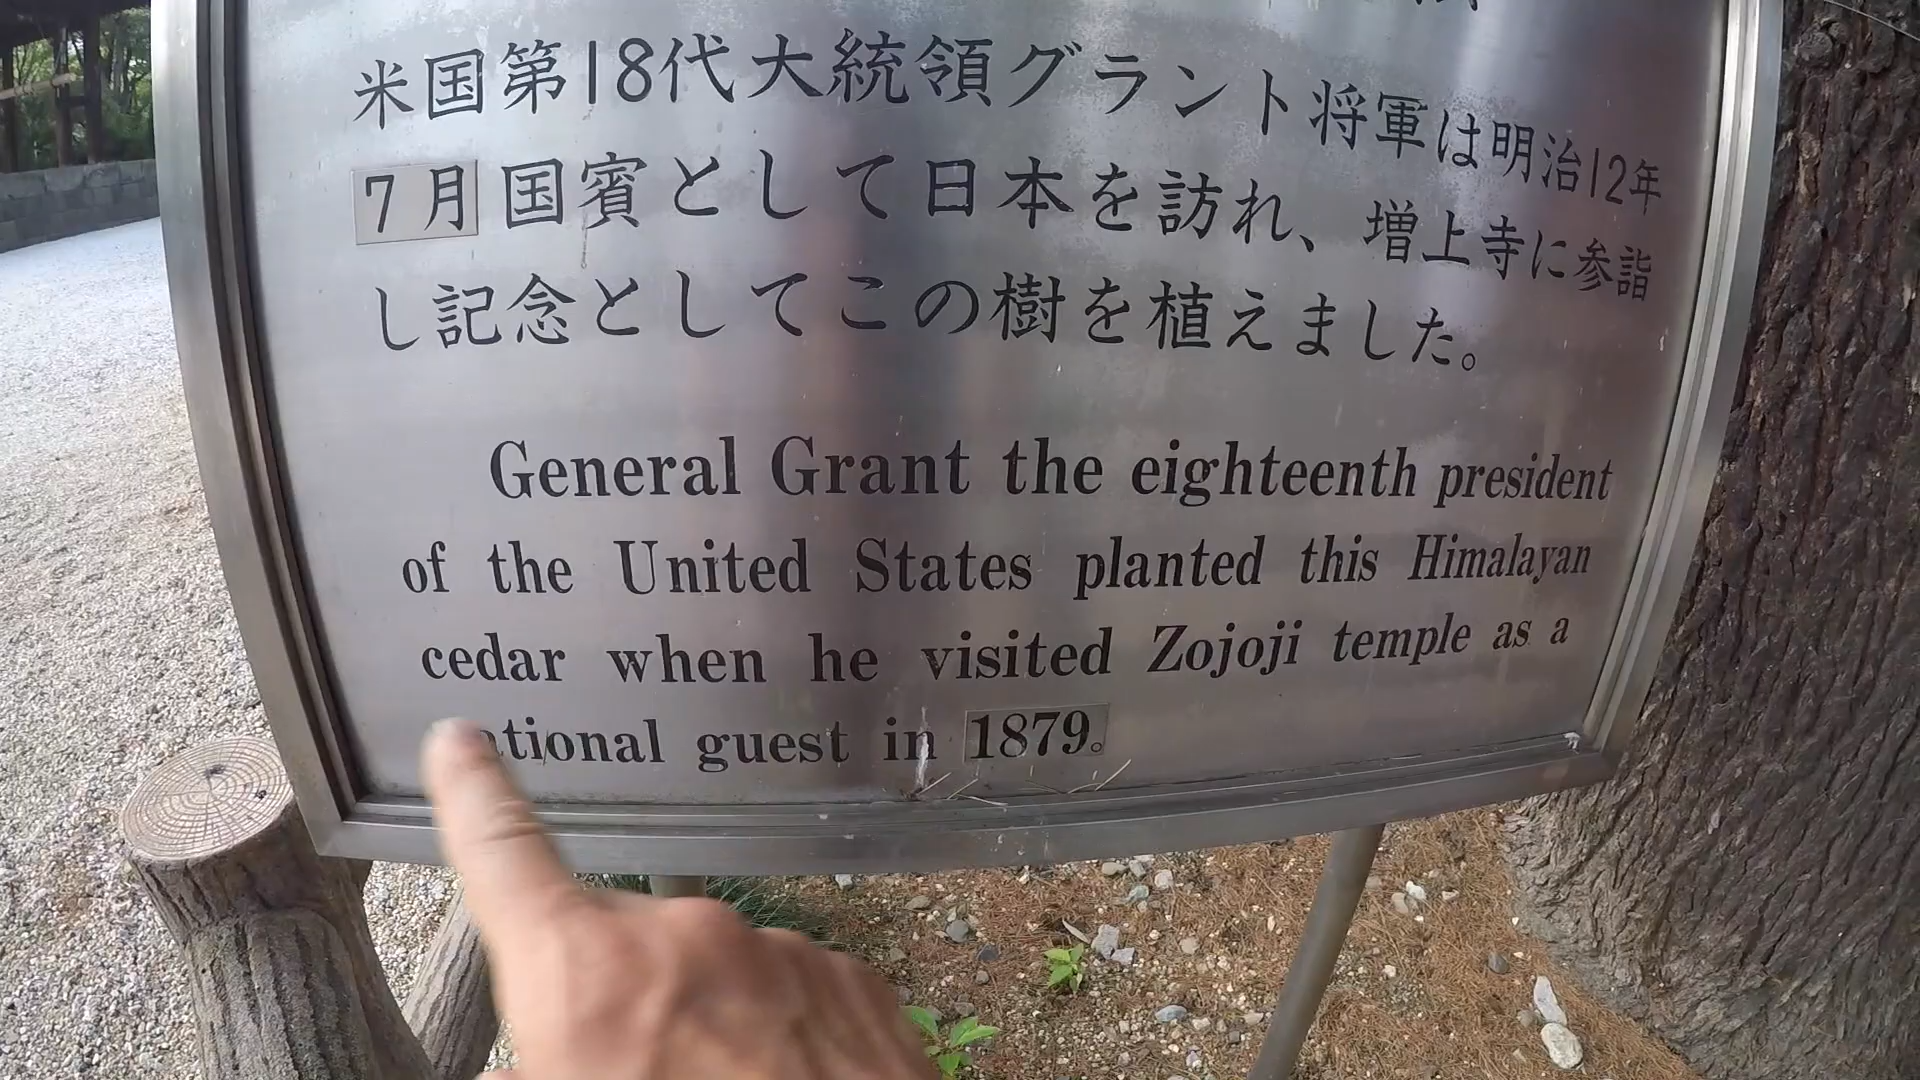 米国第18代大統領グラント将軍は明治12年
7月国賓として日本を訪れ、増上寺に参詣
し記念としてこの樹を植えました。
General Grant the eighteenth president
of the United States planted this Himalayan
cedar when he visited Zojoji temple as a
national guest in 1879。